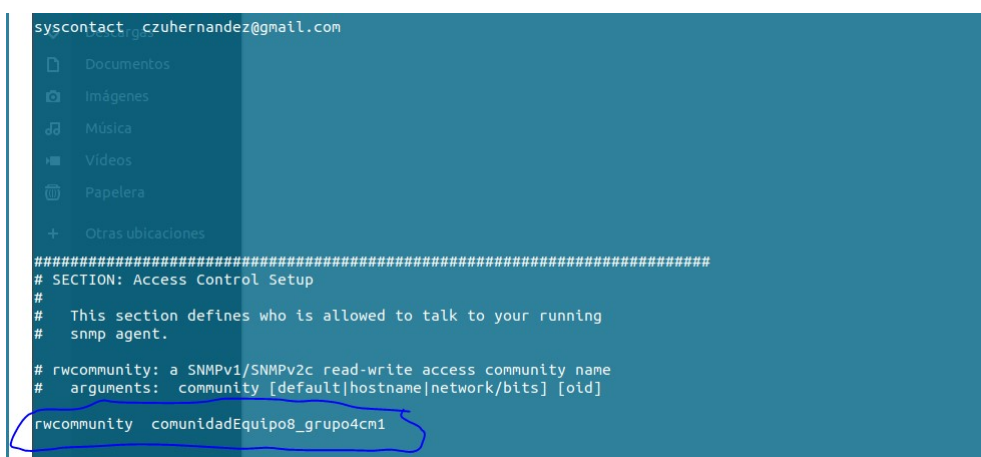 syscontact czuhernandez@gmail.com
Descargas
Documentos
Imágenes
Música
Vídeos
Papelera
+ Otras ubicaciones
###########################################################################
# SECTION: Access Control Setup
#
# This section defines who is allowed to talk to your running
# snmp agent.
# rwcommunity: a SNMPv1/SNMPv2c read-write access community name
# arguments: community [default|hostname|network/bits] [oid]
rwcommunity comunidadEquipo8_grupo4cm1